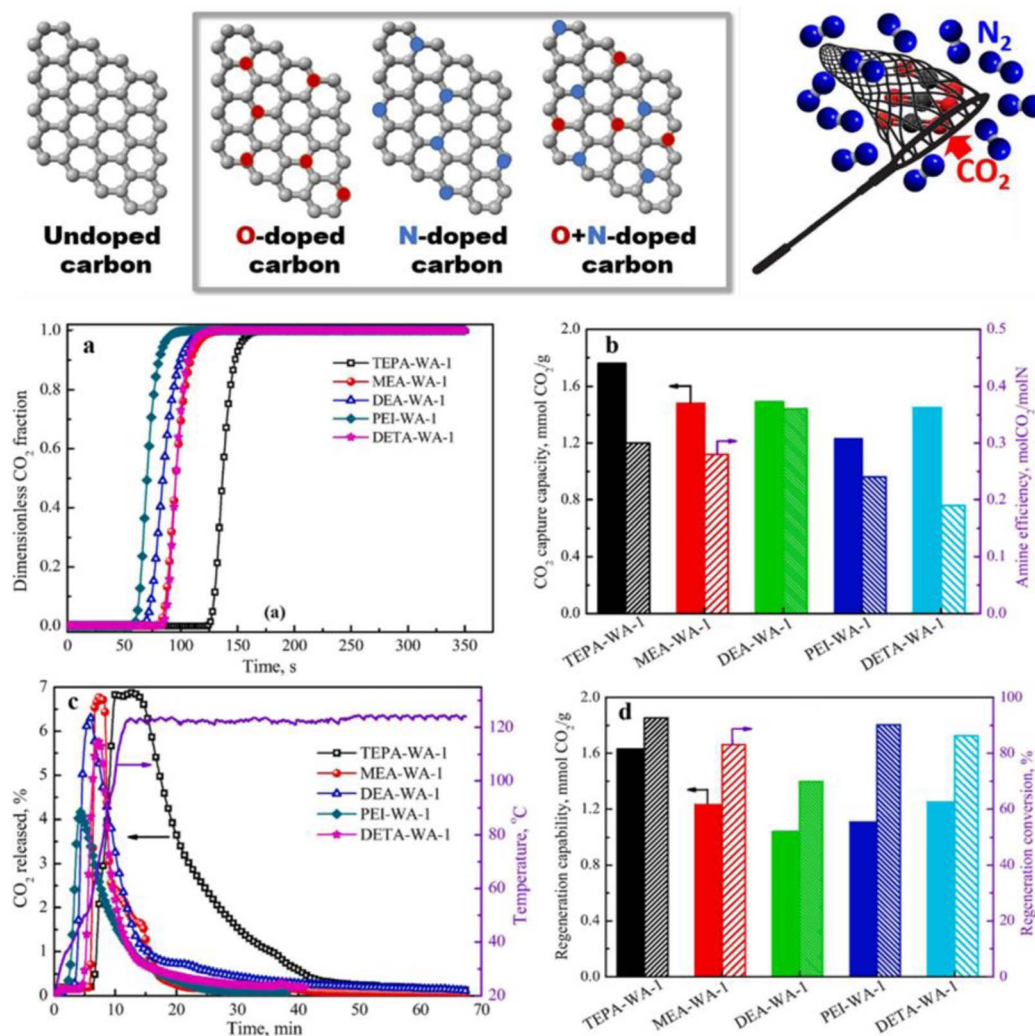 Undoped
carbon
O-doped
carbon
N-doped
carbon
O+N-doped
carbon
N2
CO2
a
Dimensionless CO2 fraction
1.0
0.8
0.6
0.4
0.2
0.0
TEPA-WA-1
MEA-WA-1
DEA-WA-1
PEI-WA-1
DETA-WA-1
(a)
0 50 100 150 200 250 300 350
Time, s
b
CO2 capture capacity, mmol CO2/g
2.0
1.6
1.2
0.8
0.4
0.0
0.5
0.4
0.3
0.2
0.1
0.0
Amine efficiency, molCO2/molN
TEPA-WA-1
MEA-WA-1
DEA-WA-1
PEI-WA-1
DETA-WA-1
c
CO2 released, %
7
6
5
4
3
2
1
0
TEPA-WA-1
MEA-WA-1
DEA-WA-1
PEI-WA-1
DETA-WA-1
120
100
80
60
40
20
Temperature, °C
0 10 20 30 40 50 60 70
Time, min
d
Regeneration capability, mmol CO2/g
2.0
1.6
1.2
0.8
0.4
0.0
100
80
60
40
20
0
Regeneration conversion, %
TEPA-WA-1
MEA-WA-1
DEA-WA-1
PEI-WA-1
DETA-WA-1